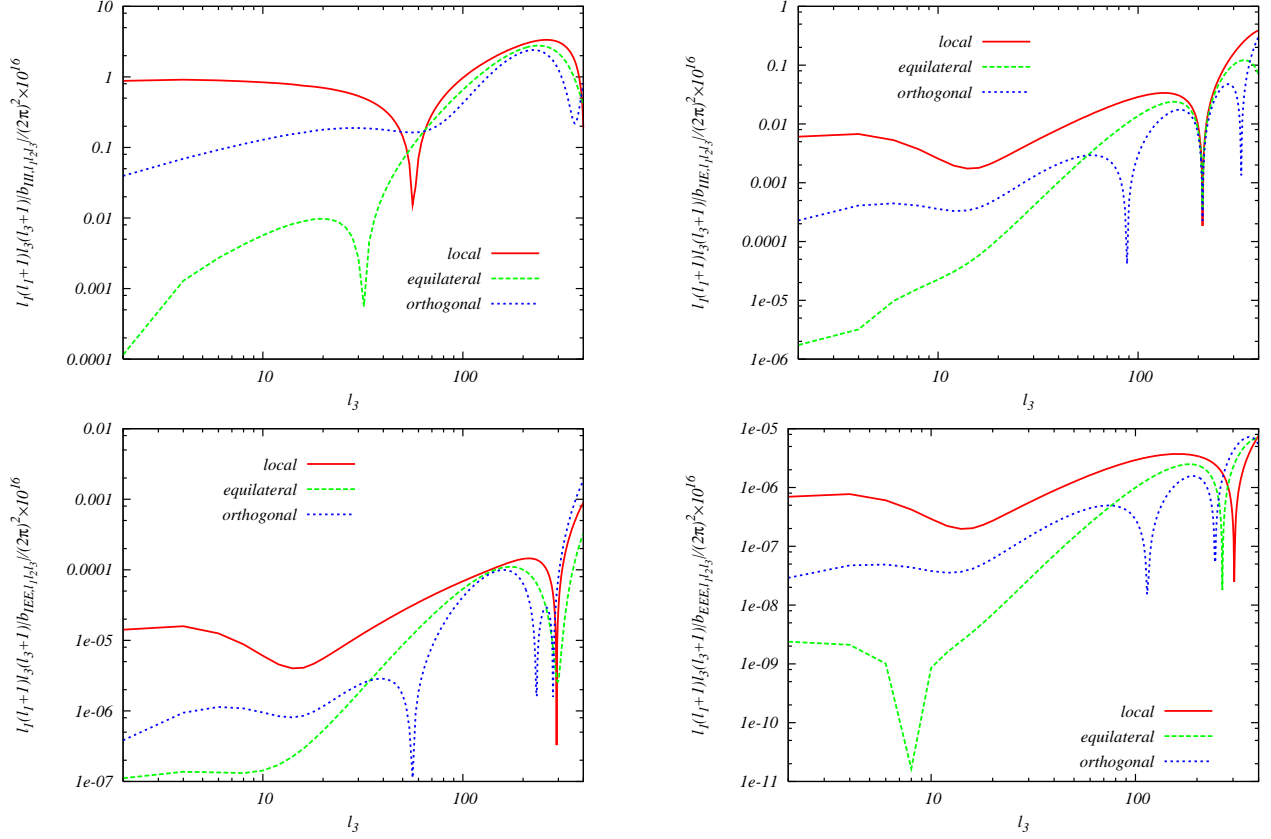 l₁(l₁+1)l₃(l₃+1)|b_III,l₁l₂l₃|/(2π)²×10¹⁶
10
1
0.1
0.01
0.001
0.0001
local
equilateral
orthogonal
10 100
l₃
l₁(l₁+1)l₃(l₃+1)|b_IIE,l₁l₂l₃|/(2π)²×10¹⁶
1
0.1
0.01
0.001
0.0001
1e-05
1e-06
local
equilateral
orthogonal
10 100
l₃
l₁(l₁+1)l₃(l₃+1)|b_IEE,l₁l₂l₃|/(2π)²×10¹⁶
0.01
0.001
0.0001
1e-05
1e-06
1e-07
local
equilateral
orthogonal
10 100
l₃
l₁(l₁+1)l₃(l₃+1)|b_EEE,l₁l₂l₃|/(2π)²×10¹⁶
1e-05
1e-06
1e-07
1e-08
1e-09
1e-10
1e-11
local
equilateral
orthogonal
10 100
l₃